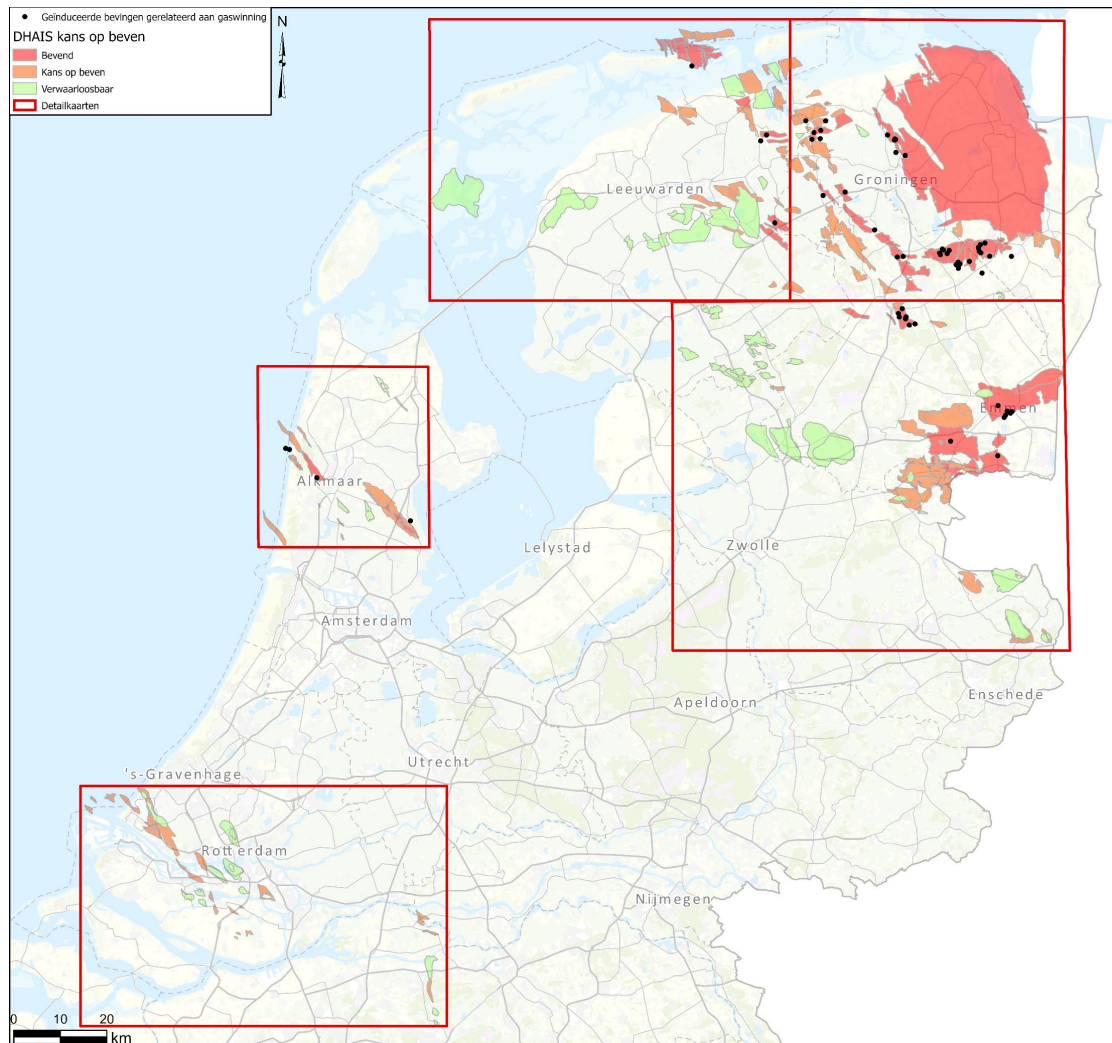 Geïnduceerde bevingen gerelateerd aan gaswinning
DHAIS kans op beven
Bevend
Kans op beven
Verwaarloosbaar
Detailkaarten
N
Leeuwarden
Groningen
Emmen
Alkmaar
Lelystad
Zwolle
Amsterdam
Enschede
Apeldoorn
Utrecht
's-Gravenhage
Rotterdam
Nijmegen
0 10 20
km